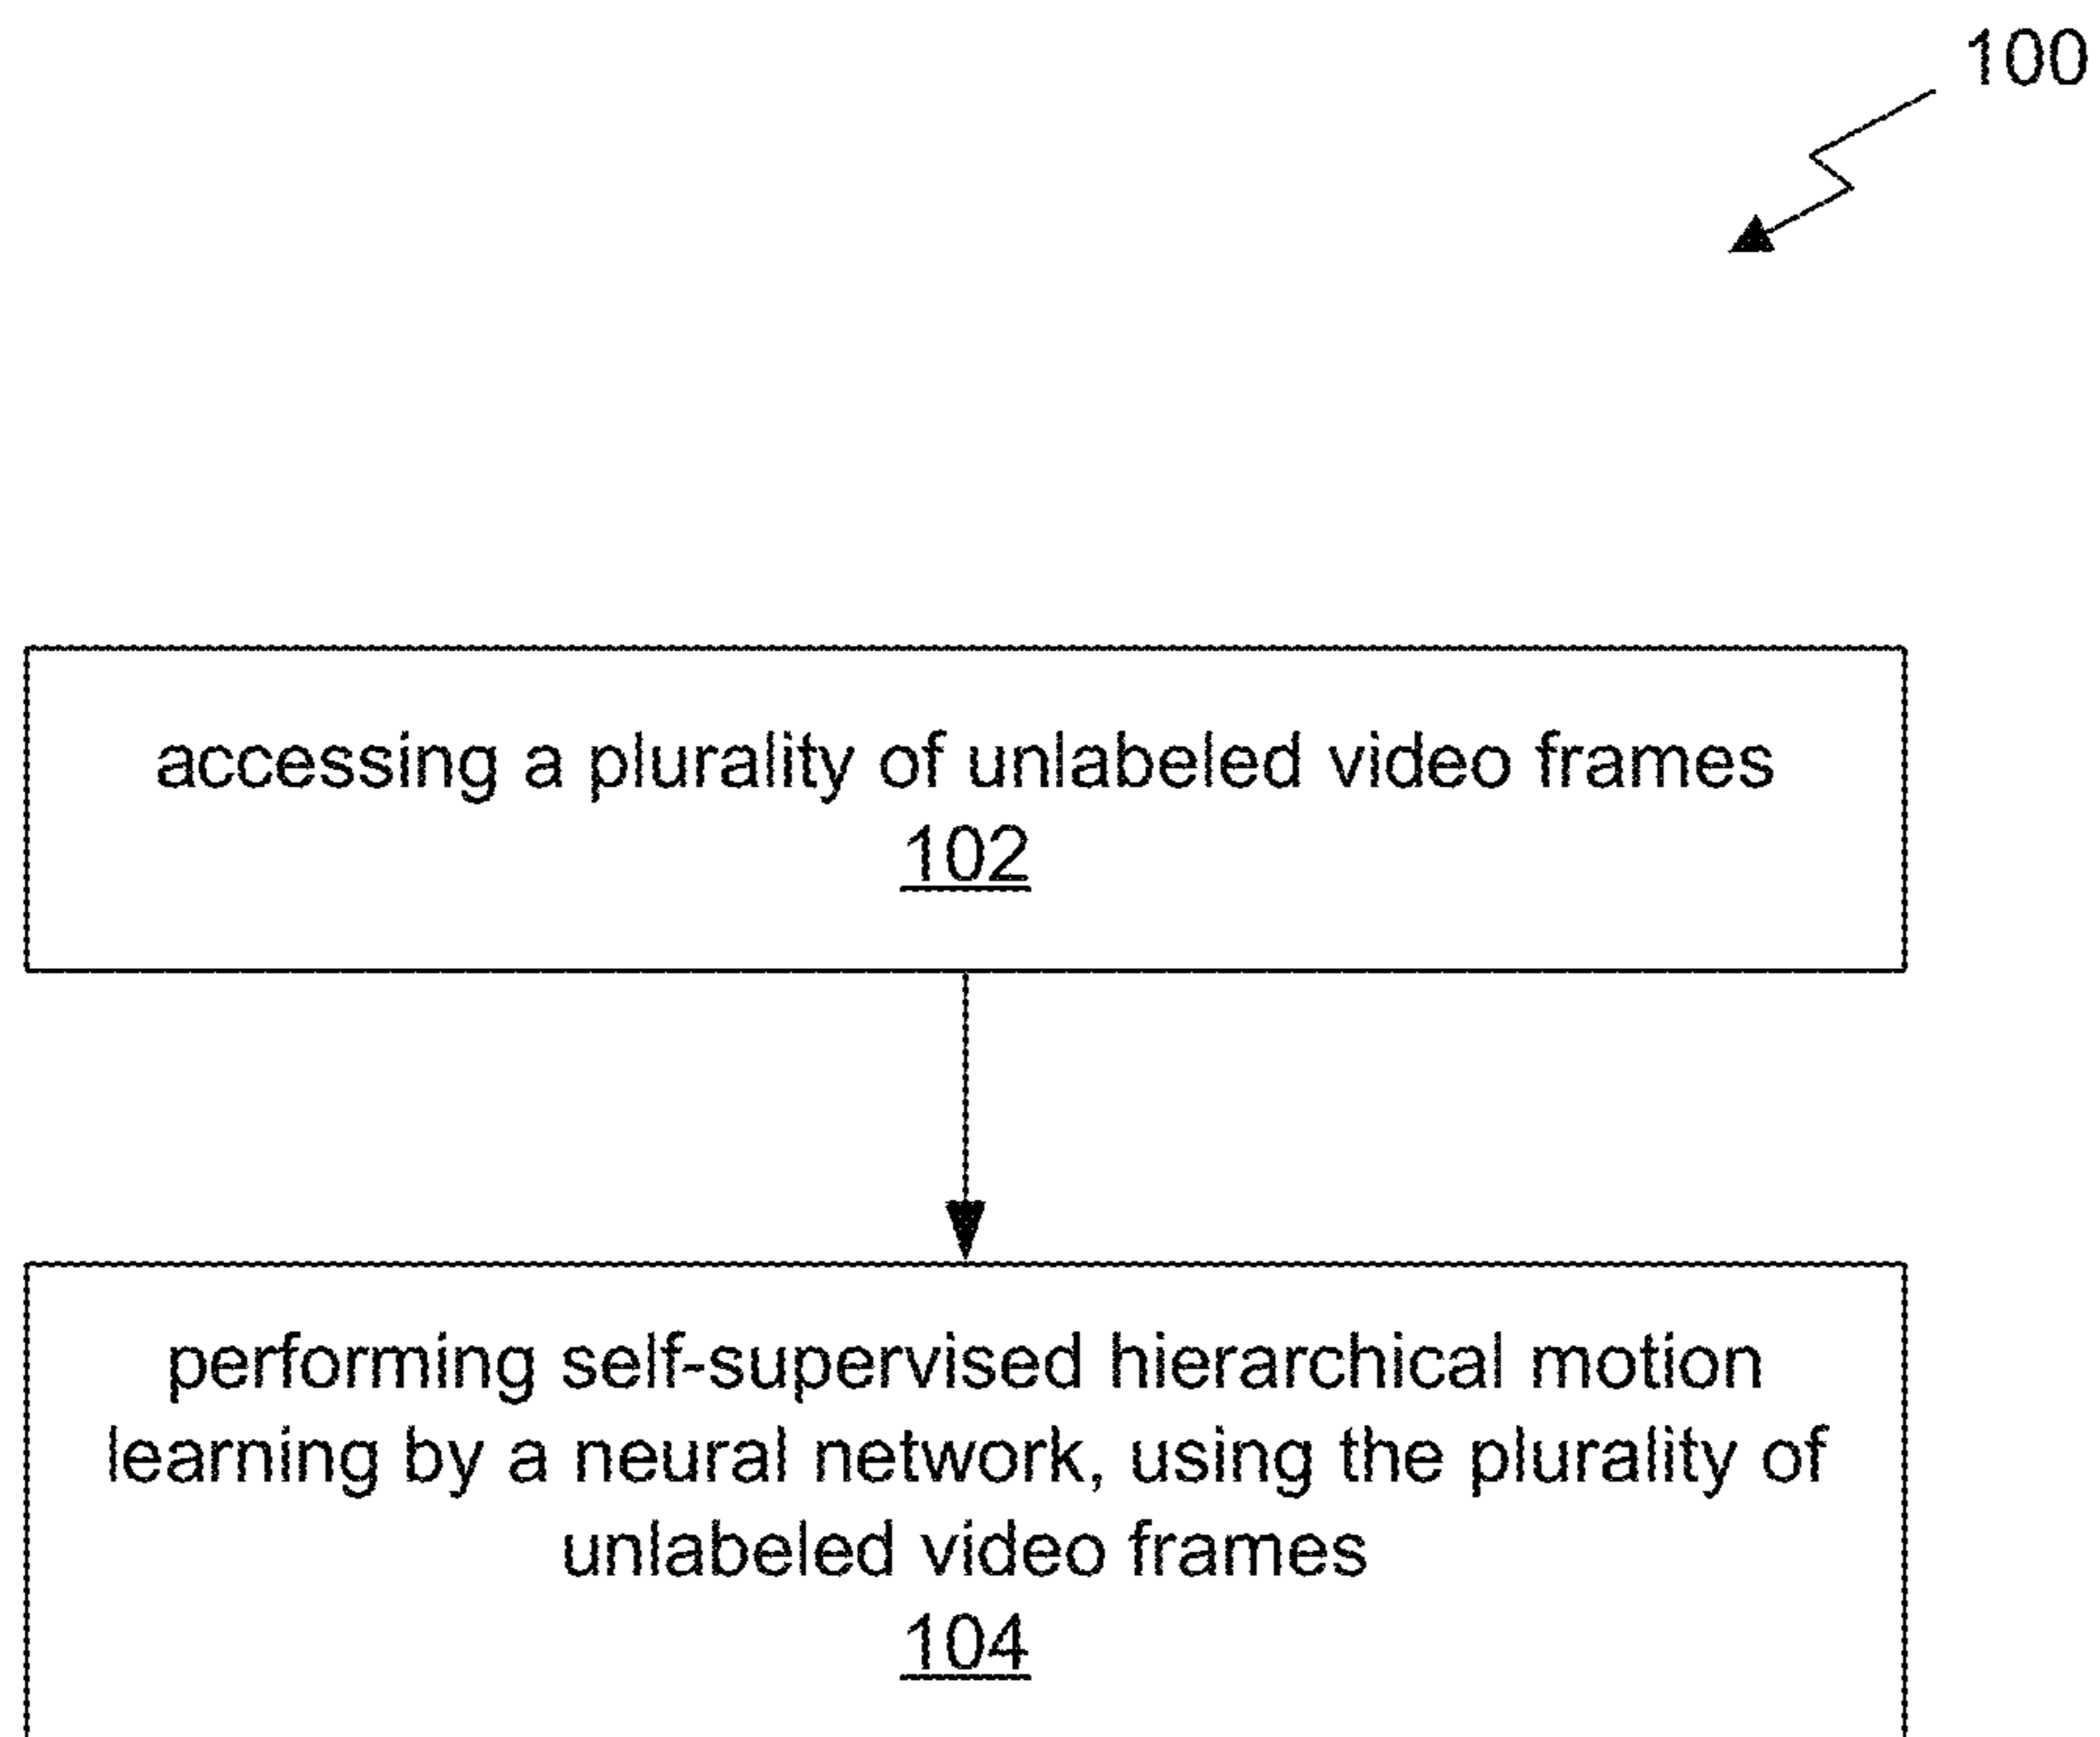 100
accessing a plurality of unlabeled video frames
102
performing self-supervised hierarchical motion
learning by a neural network, using the plurality of
unlabeled video frames
104